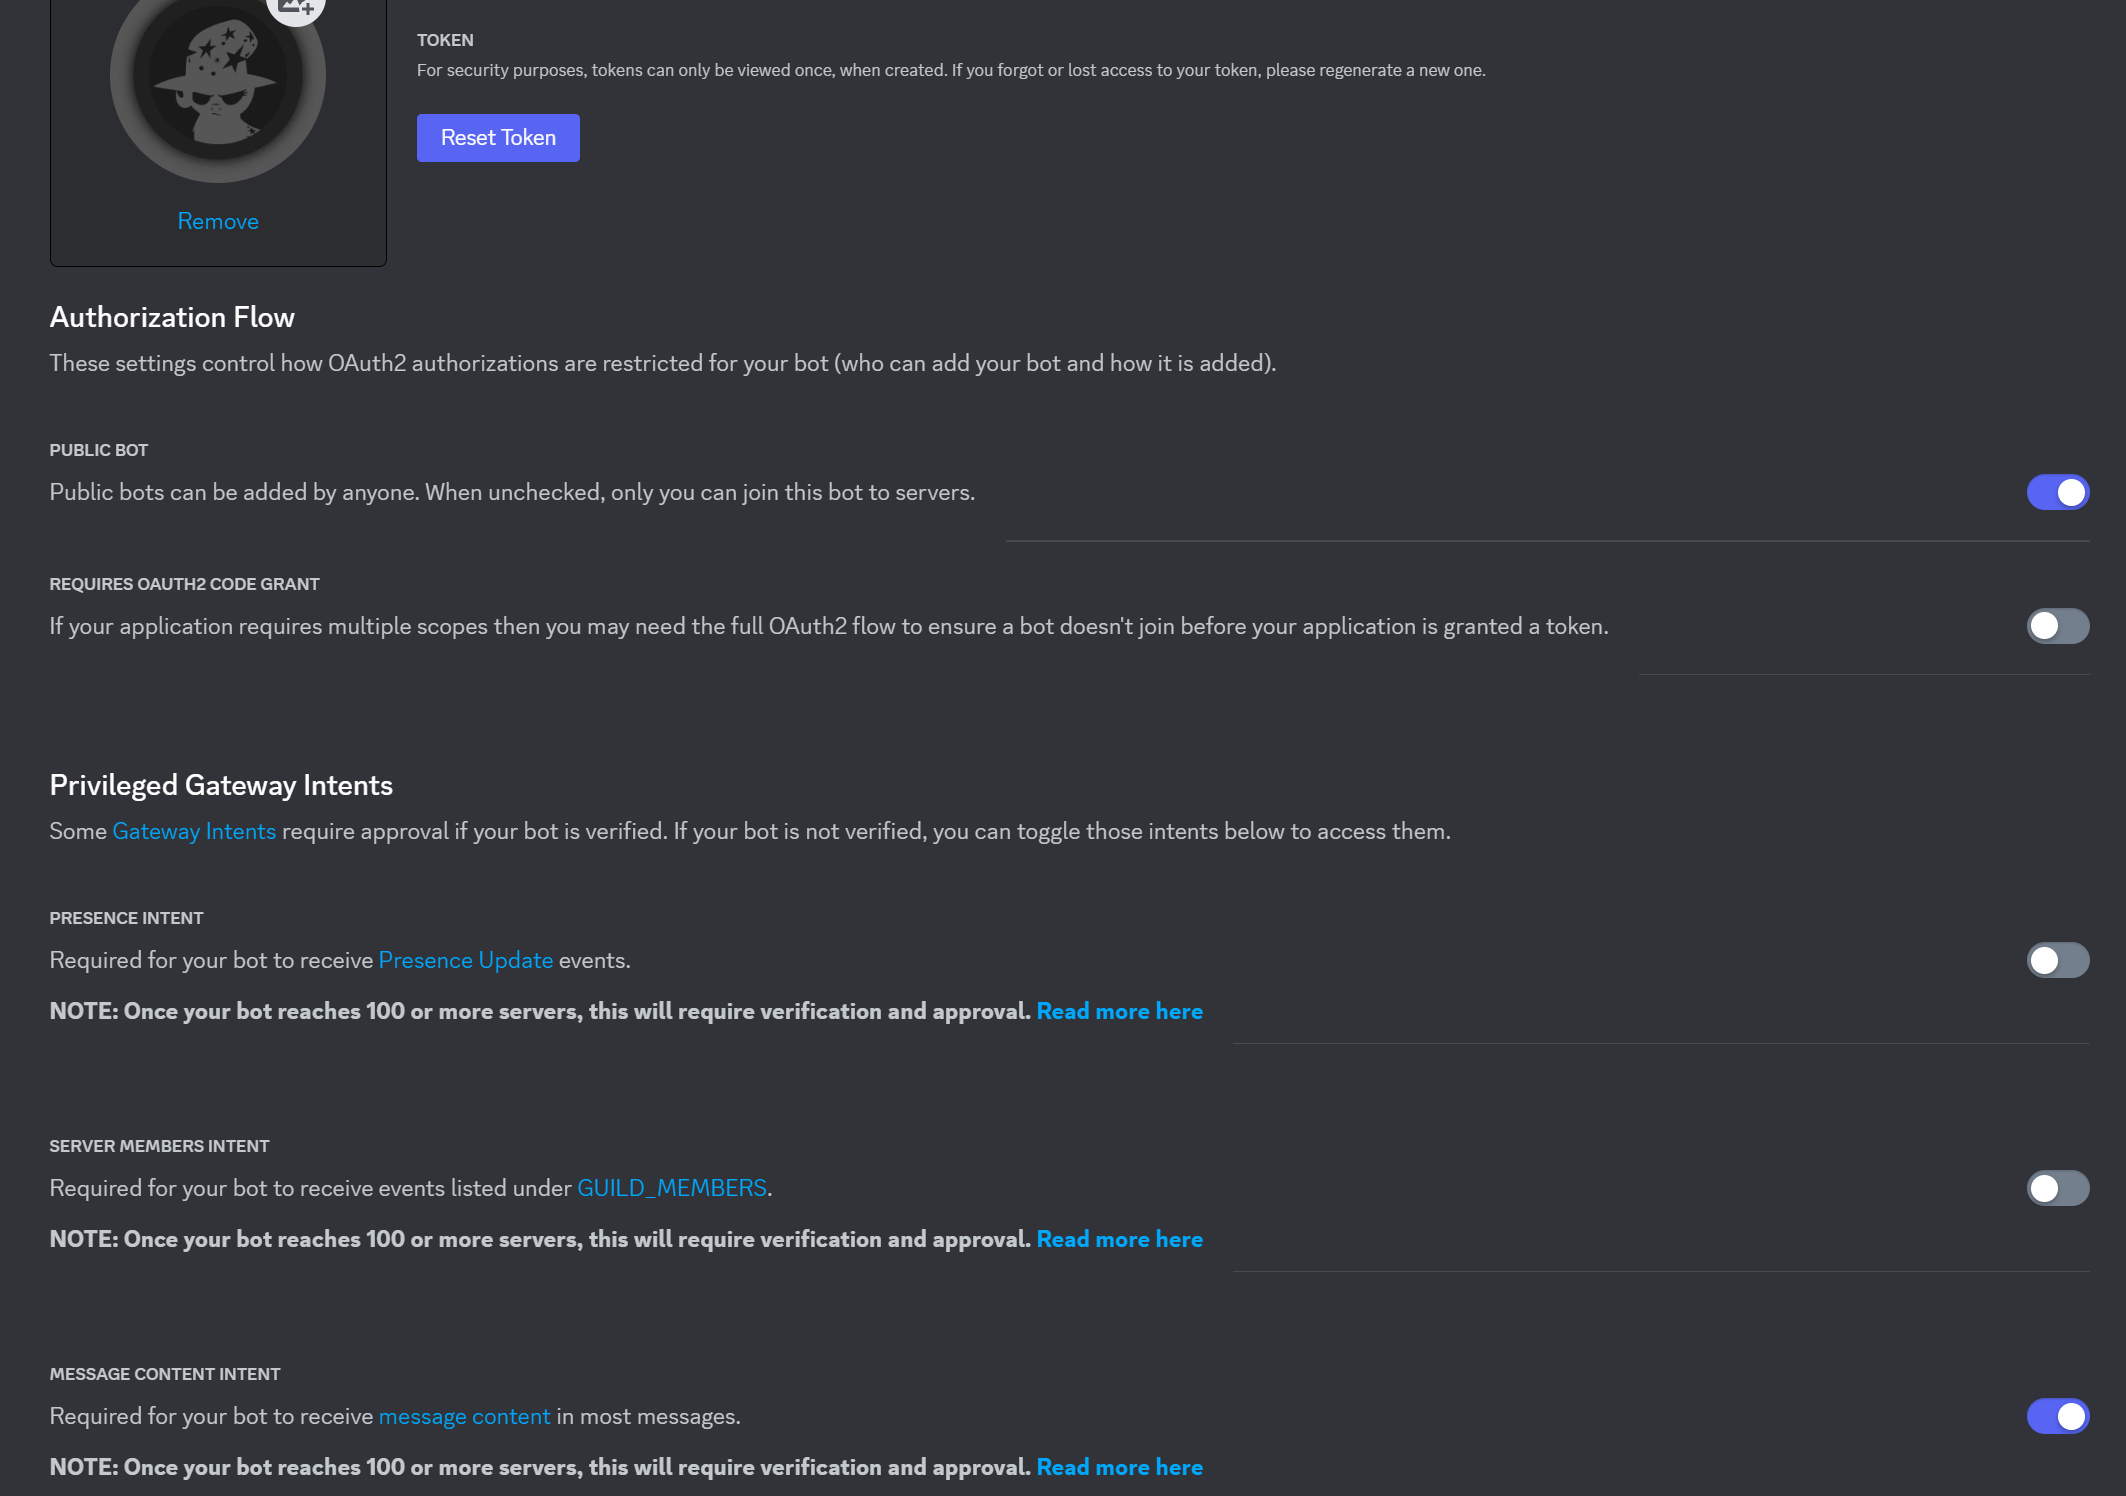 TOKEN
For security purposes, tokens can only be viewed once, when created. If you forgot or lost access to your token, please regenerate a new one.
Reset Token
Remove
Authorization Flow
These settings control how OAuth2 authorizations are restricted for your bot (who can add your bot and how it is added).
PUBLIC BOT
Public bots can be added by anyone. When unchecked, only you can join this bot to servers.
REQUIRES OAUTH2 CODE GRANT
If your application requires multiple scopes then you may need the full OAuth2 flow to ensure a bot doesn't join before your application is granted a token.
Privileged Gateway Intents
Some Gateway Intents require approval if your bot is verified. If your bot is not verified, you can toggle those intents below to access them.
PRESENCE INTENT
Required for your bot to receive Presence Update events.
NOTE: Once your bot reaches 100 or more servers, this will require verification and approval. Read more here
SERVER MEMBERS INTENT
Required for your bot to receive events listed under GUILD_MEMBERS.
NOTE: Once your bot reaches 100 or more servers, this will require verification and approval. Read more here
MESSAGE CONTENT INTENT
Required for your bot to receive message content in most messages.
NOTE: Once your bot reaches 100 or more servers, this will require verification and approval. Read more here